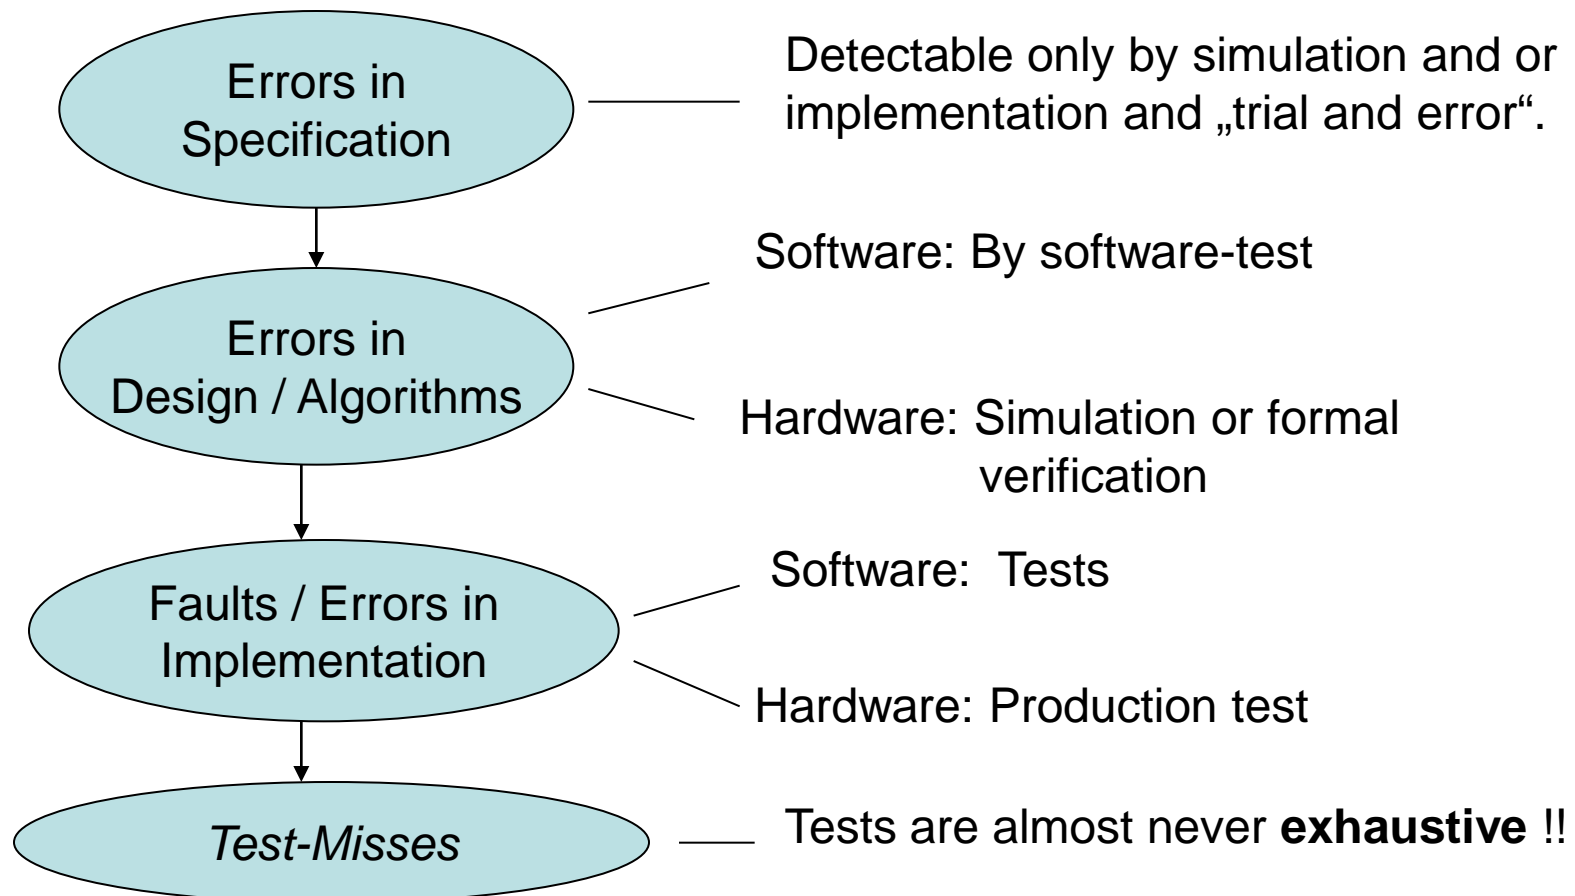 Errors in
Specification
Detectable only by simulation and or
implementation and „trial and error“.
Software: By software-test
Errors in
Design / Algorithms
Hardware: Simulation or formal
verification
Software: Tests
Faults / Errors in
Implementation
Hardware: Production test
Test-Misses
Tests are almost never exhaustive !!